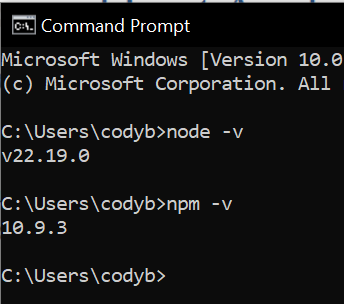 Command Prompt
Microsoft Windows [Version 10.0
(c) Microsoft Corporation. All
C:\Users\codyb>node -v
v22.19.0
C:\Users\codyb>npm -v
10.9.3
C:\Users\codyb>